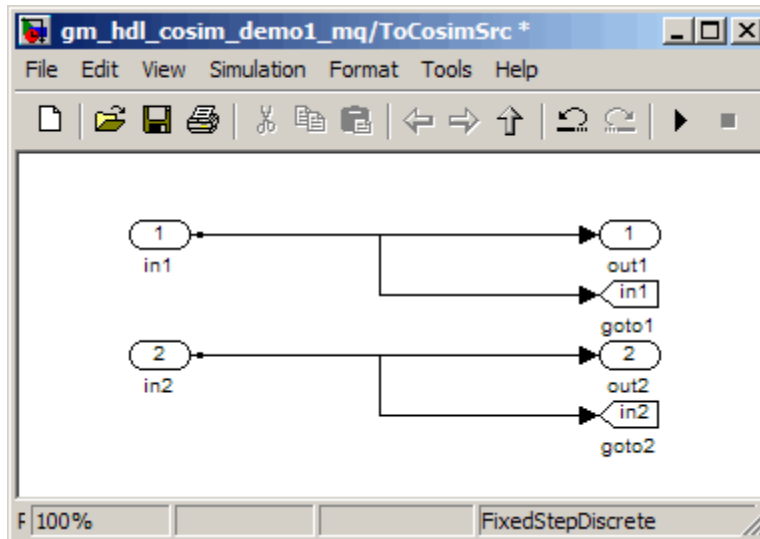 gm_hdl_cosim_demo1_mq/ToCosimSrc *
File Edit View Simulation Format Tools Help
1 1
in1 out1
in1
goto1
2 2
in2 out2
in2
goto2
F 100% FixedStepDiscrete